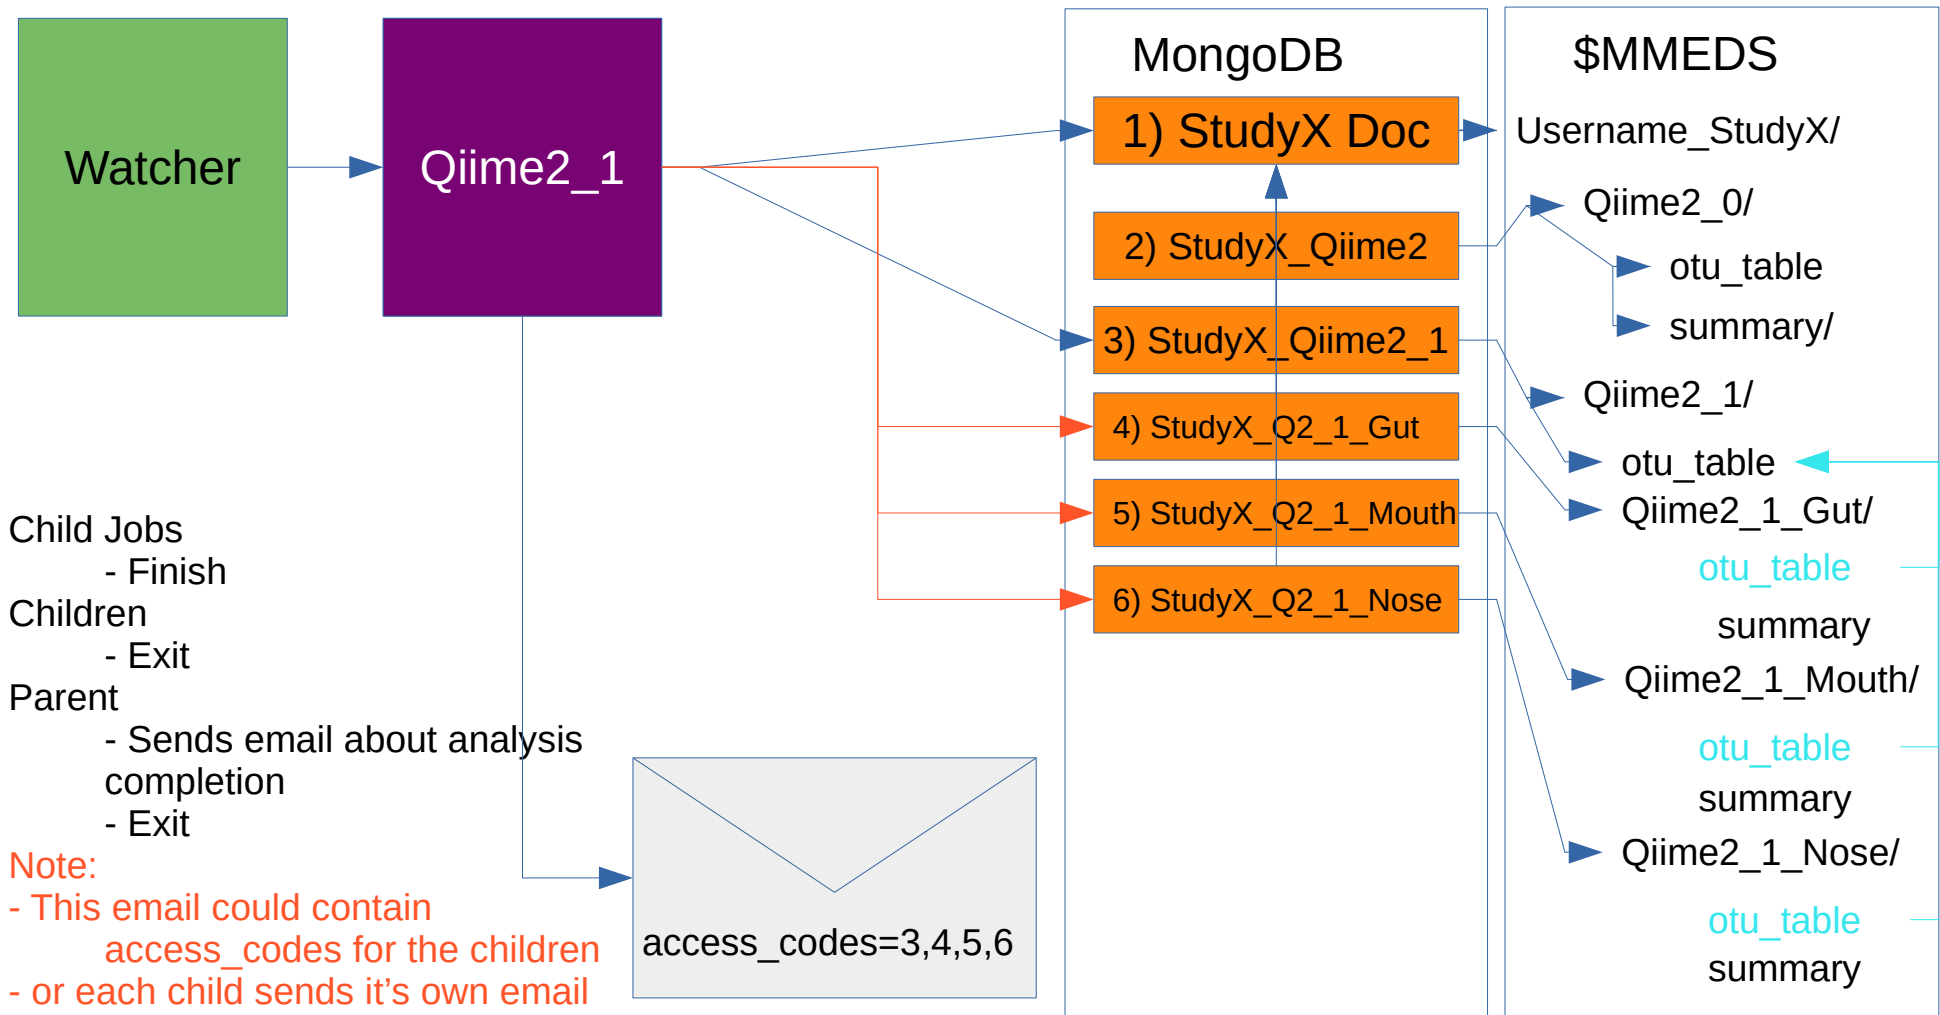 Watcher
Qiime2_1
MongoDB
1) StudyX Doc
2) StudyX_Qiime2
3) StudyX_Qiime2_1
4) StudyX_Q2_1_Gut
5) StudyX_Q2_1_Mouth
6) StudyX_Q2_1_Nose
$MMEDS
Username_StudyX/
Qiime2_0/
otu_table
summary/
Qiime2_1/
otu_table
Qiime2_1_Gut/
otu_table
summary
Qiime2_1_Mouth/
otu_table
summary
Qiime2_1_Nose/
otu_table
summary
Child Jobs
- Finish
Children
- Exit
Parent
- Sends email about analysis
completion
- Exit
Note:
- This email could contain
access_codes for the children
- or each child sends it’s own email
access_codes=3,4,5,6